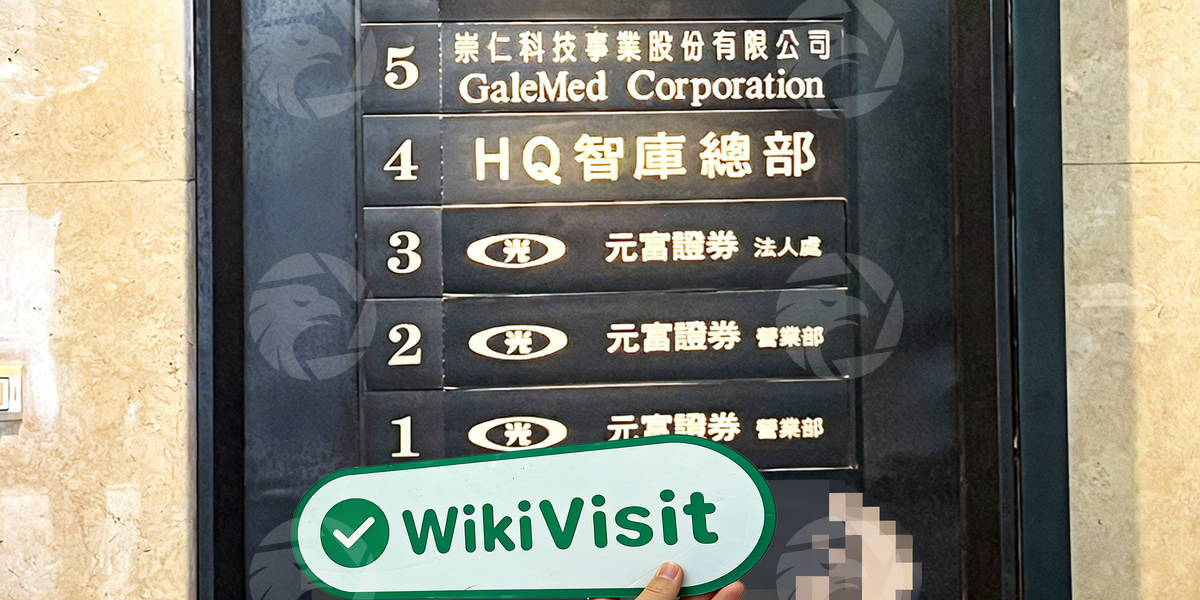 5 崇仁科技事業股份有限公司
GaleMed Corporation
4 HQ智庫總部
3 光 元富證券 法人處
2 光 元富證券 營業部
1 光 元富證券 營業部
WikiVisit